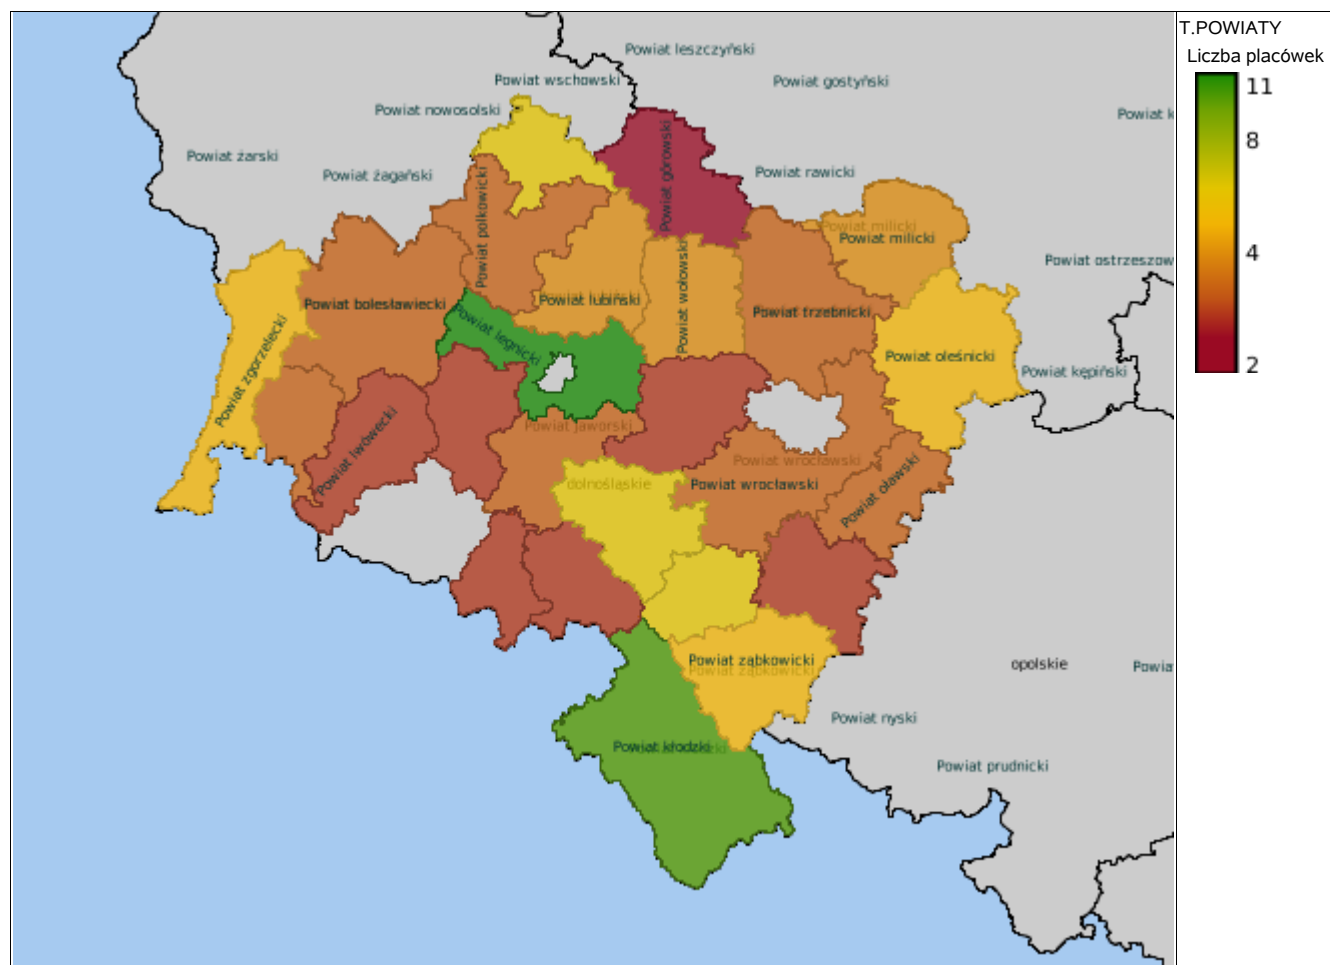 T.POWIATY
Liczba placówek
11
8
4
2
Powiat leszczyński
Powiat wschowski
Powiat gostyński
Powiat nowosolski
Powiat k
Powiat żarski
Powiat górowski
Powiat żagański
Powiat rawicki
Powiat polkowicki
Powiat milicki
Powiat milicki
Powiat ostrzeszow
Powiat wołowski
Powiat bolesławiecki
Powiat lubiński
Powiat trzebnicki
Powiat legnicki
Powiat oleśnicki
Powiat zgorzelecki
Powiat kępiński
Powiat jaworski
Powiat lwówecki
Powiat wrocławski
dolnośląskie
Powiat wrocławski
Powiat oławski
Powiat ząbkowicki
Powiat ząbkowicki
opolskie
Powia
Powiat nyski
Powiat kłodzki
Powiat prudnicki